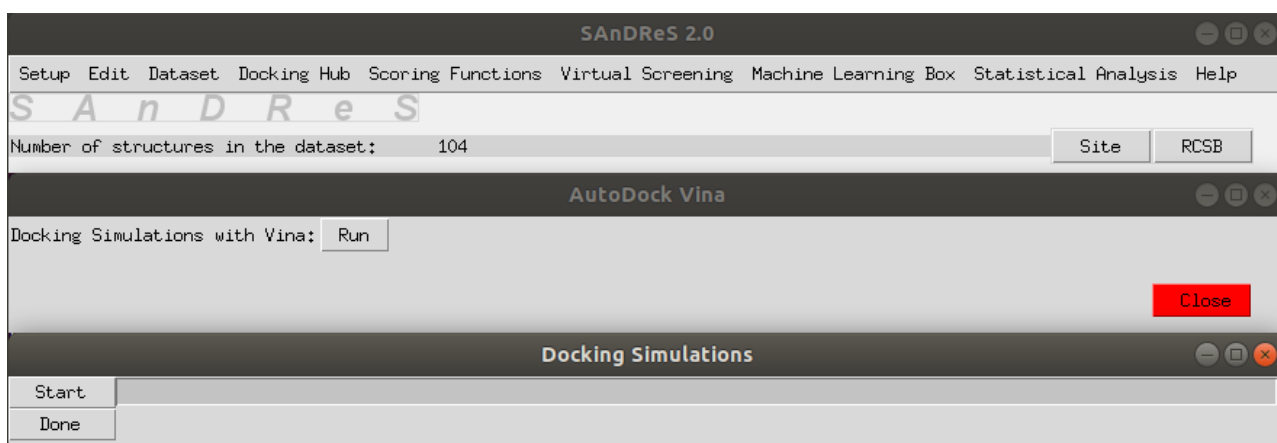 SAnDReS 2.0
Setup Edit Dataset Docking Hub Scoring Functions Virtual Screening Machine Learning Box Statistical Analysis Help
S A n D R e S
Number of structures in the dataset: 104 Site RCSB
AutoDock Vina
Docking Simulations with Vina: Run
Close
Docking Simulations
Start
Done